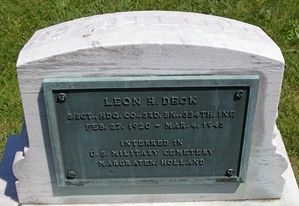 LEON H. DECK
SGT., HDQ. CO., 3RD. BN., 334TH. INF
FEB. 27, 1920 – MAR. 4, 1945
INTERRED IN
U. S. MILITARY CEMETERY
MARGRATEN, HOLLAND